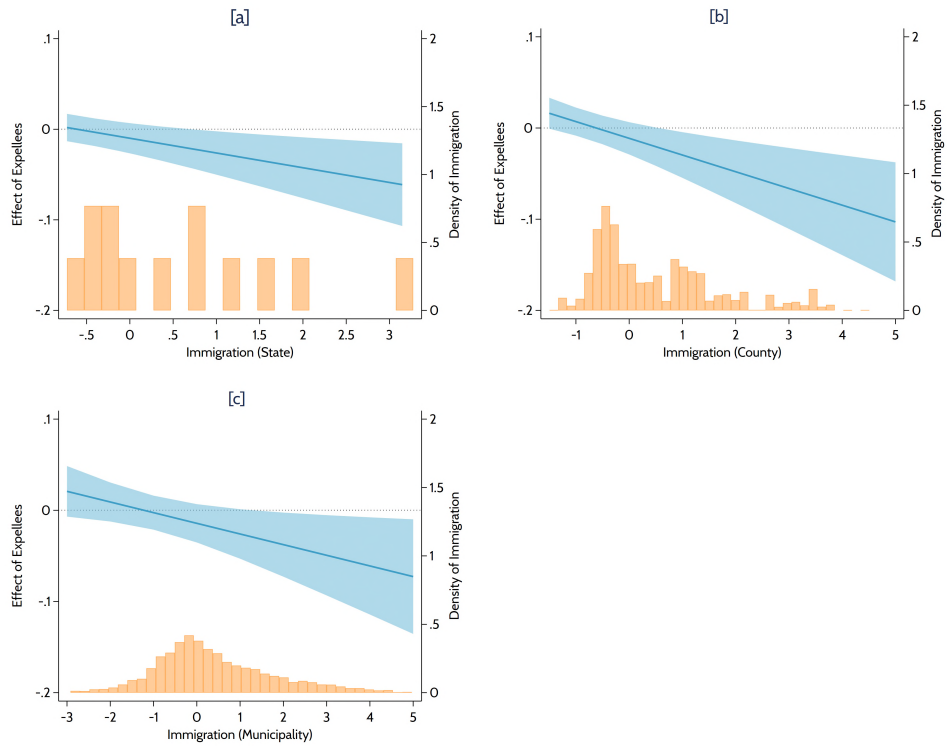 [a]
.1
0
-.1
-.2
Effect of Expellees
2
1.5
1
.5
0
Density of Immigration
-.5 0 .5 1 1.5 2 2.5 3
Immigration (State)
[b]
.1
0
-.1
-.2
Effect of Expellees
2
1.5
1
.5
0
Density of Immigration
-1 0 1 2 3 4 5
Immigration (County)
[c]
.1
0
-.1
-.2
Effect of Expellees
2
1.5
1
.5
0
Density of Immigration
-3 -2 -1 0 1 2 3 4 5
Immigration (Municipality)